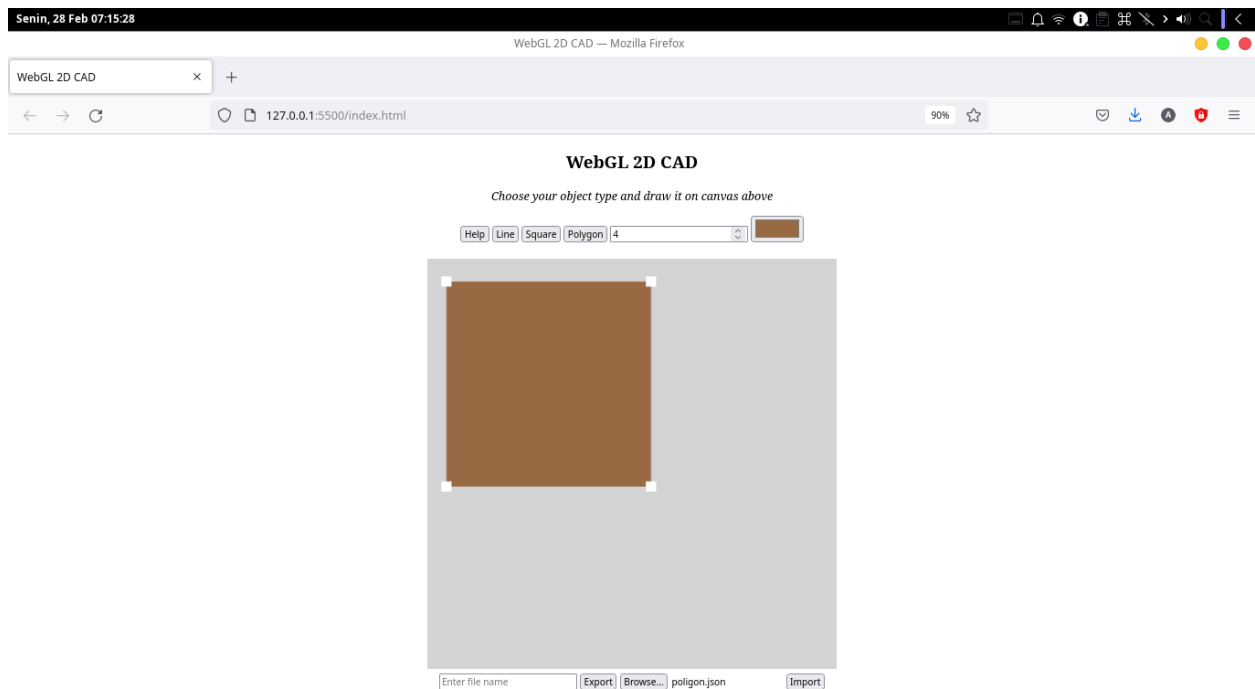 Senin, 28 Feb 07:15:28
WebGL 2D CAD — Mozilla Firefox
WebGL 2D CAD
127.0.0.1:5500/index.html 90% A
WebGL 2D CAD
Choose your object type and draw it on canvas above
Help Line Square Polygon 4
Enter file name Export Browse... poligon.json Import